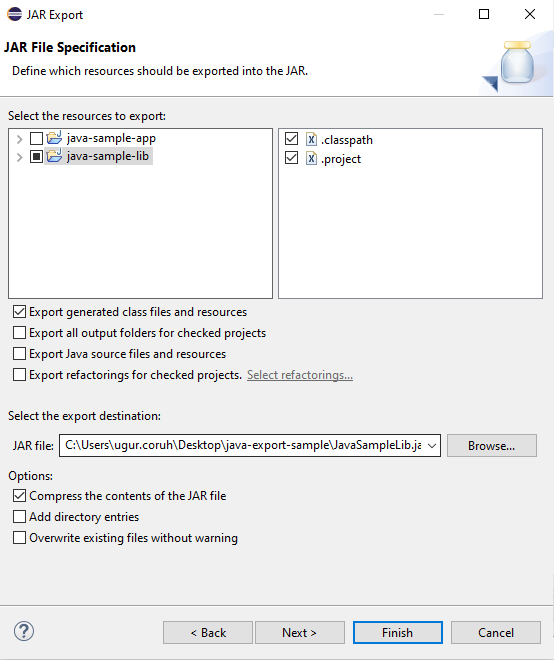 JAR Export
JAR File Specification
Define which resources should be exported into the JAR.
Select the resources to export:
java-sample-app
java-sample-lib
.classpath
.project
Export generated class files and resources
Export all output folders for checked projects
Export Java source files and resources
Export refactorings for checked projects. Select refactorings...
Select the export destination:
JAR file: C:\Users\ugur.coruh\Desktop\java-export-sample\JavaSampleLib.ja Browse...
Options:
Compress the contents of the JAR file
Add directory entries
Overwrite existing files without warning
? < Back Next > Finish Cancel